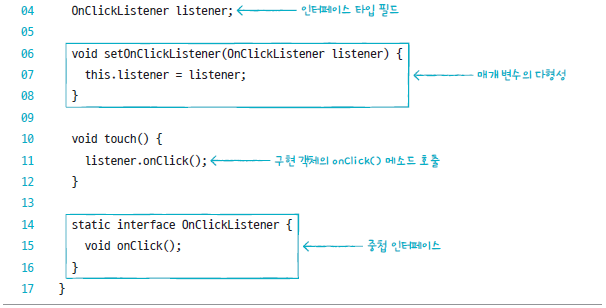 04 OnClickListener listener; 인터페이스 타입 필드
05
06 void setOnClickListener(OnClickListener listener) {
07 this.listener = listener; 매개 변수의 다형성
08 }
09
10 void touch() {
11 listener.onClick(); 구현 객체의 onClick() 메소드 호출
12 }
13
14 static interface OnClickListener {
15 void onClick(); 중첩 인터페이스
16 }
17 }